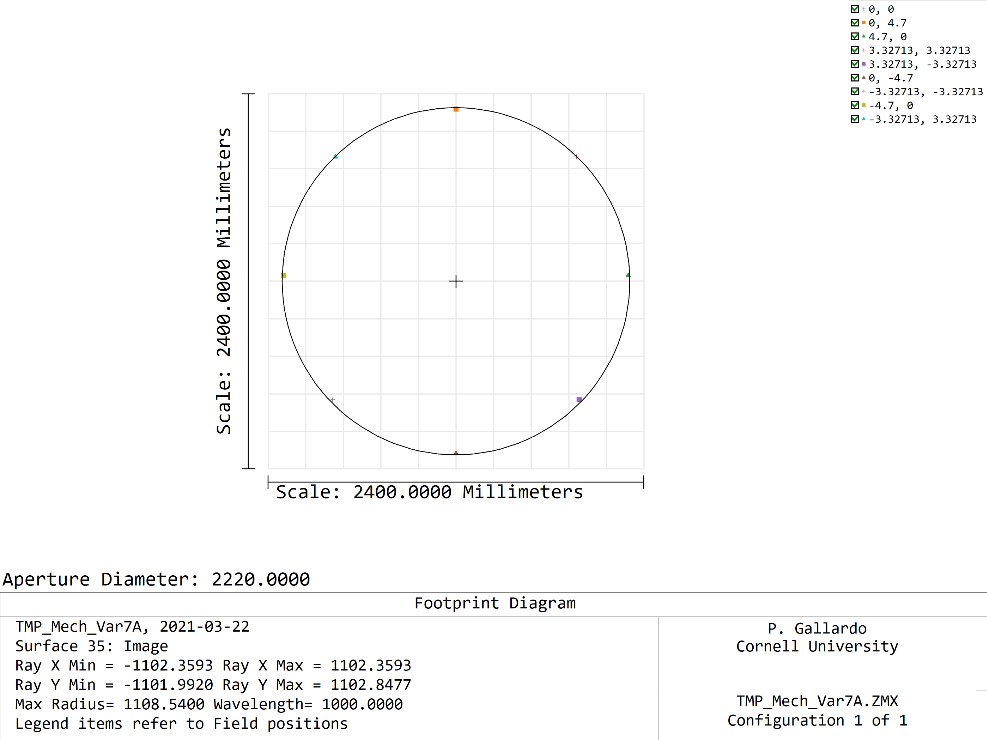 0, 0
0, 4.7
4.7, 0
3.32713, 3.32713
3.32713, -3.32713
0, -4.7
-3.32713, -3.32713
-4.7, 0
-3.32713, 3.32713
Scale: 2400.0000 Millimeters
Scale: 2400.0000 Millimeters
Aperture Diameter: 2220.0000
Footprint Diagram
TMP_Mech_Var7A, 2021-03-22
Surface 35: Image
Ray X Min = -1102.3593 Ray X Max = 1102.3593
Ray Y Min = -1101.9920 Ray Y Max = 1102.8477
Max Radius= 1108.5400 Wavelength= 1000.0000
Legend items refer to Field positions
P. Gallardo
Cornell University
TMP_Mech_Var7A.ZMX
Configuration 1 of 1